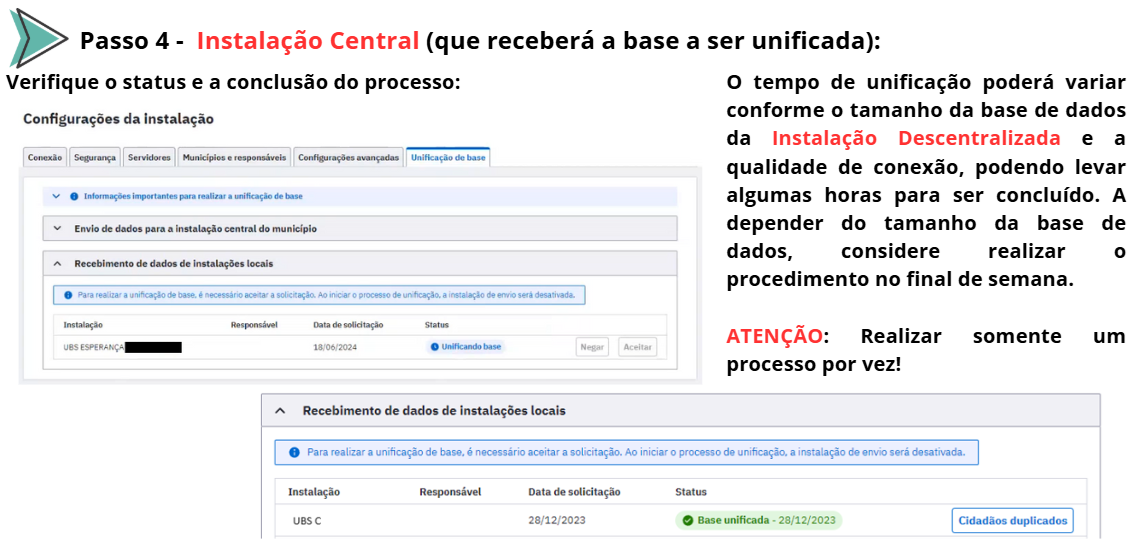 Passo 4 - Instalação Central (que receberá a base a ser unificada):
Verifique o status e a conclusão do processo:
Configurações da instalação
Conexão Segurança Servidores Municípios e responsáveis Configurações avançadas Unificação de base
Informações importantes para realizar a unificação de base
Envio de dados para a instalação central do município
Recebimento de dados de instalações locais
Para realizar a unificação de base, é necessário aceitar a solicitação. Ao iniciar o processo de unificação, a instalação de envio será desativada.
Instalação Responsável Data de solicitação Status
UBS ESPERANÇA 18/06/2024 Unificando base Negar Aceitar
O tempo de unificação poderá variar
conforme o tamanho da base de dados
da Instalação Descentralizada e a
qualidade de conexão, podendo levar
algumas horas para ser concluído. A
depender do tamanho da base de
dados, considere realizar o
procedimento no final de semana.
ATENÇÃO: Realizar somente um
processo por vez!
Recebimento de dados de instalações locais
Para realizar a unificação de base, é necessário aceitar a solicitação. Ao iniciar o processo de unificação, a instalação de envio será desativada.
Instalação Responsável Data de solicitação Status
UBS C 28/12/2023 Base unificada - 28/12/2023 Cidadãos duplicados